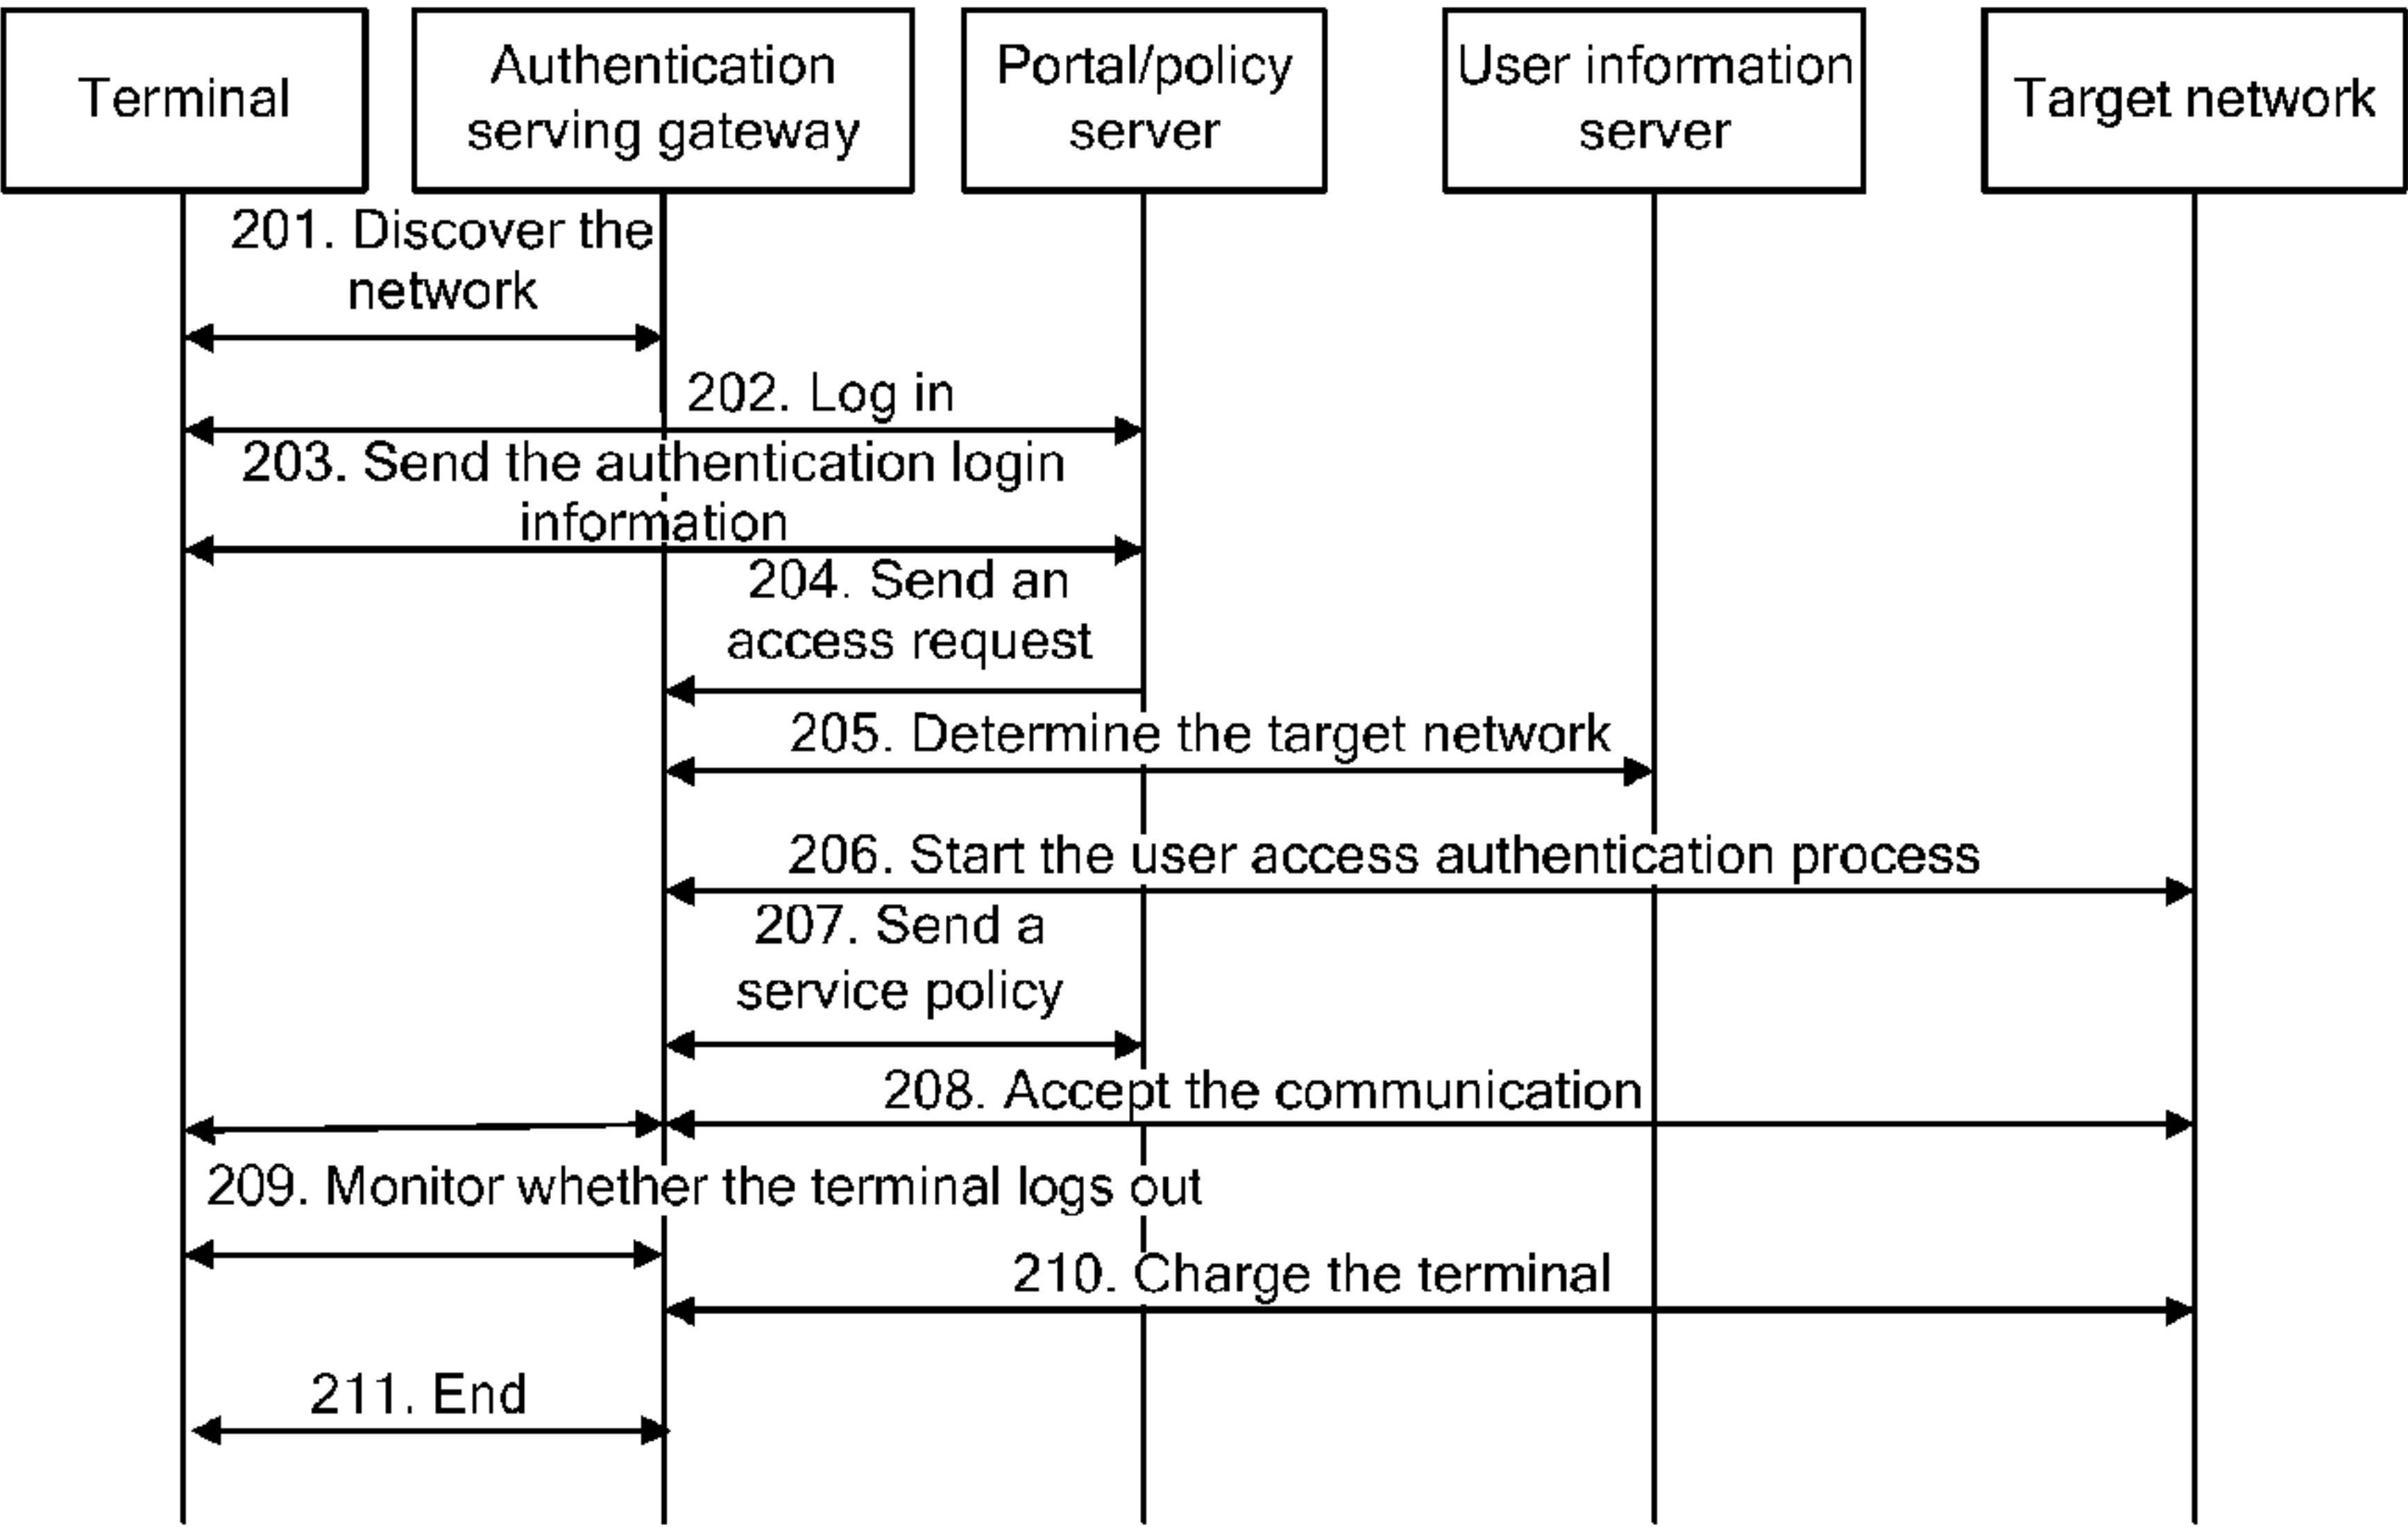 Terminal
Authentication
serving gateway
Portal/policy
server
User information
server
Target network
201. Discover the
network
202. Log in
203. Send the authentication login
information
204. Send an
access request
205. Determine the target network
206. Start the user access authentication process
207. Send a
service policy
208. Accept the communication
209. Monitor whether the terminal logs out
210. Charge the terminal
211. End